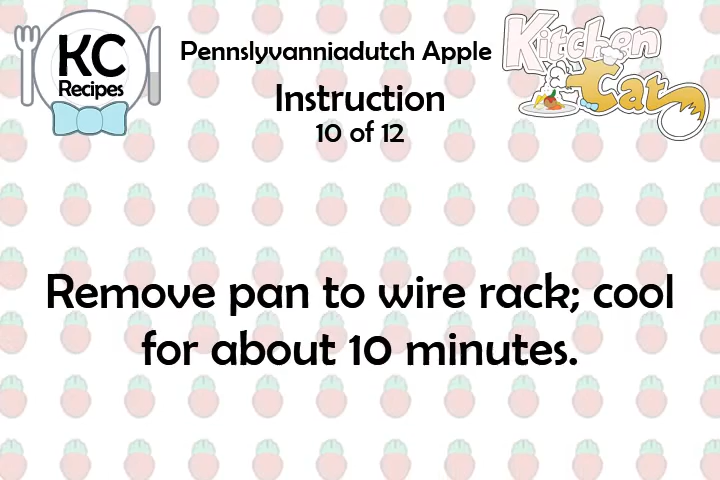 KC
Recipes
Pennslyvanniadutch Apple
Instruction
10 of 12
Kitchen
Cat
Remove pan to wire rack; cool
for about 10 minutes.